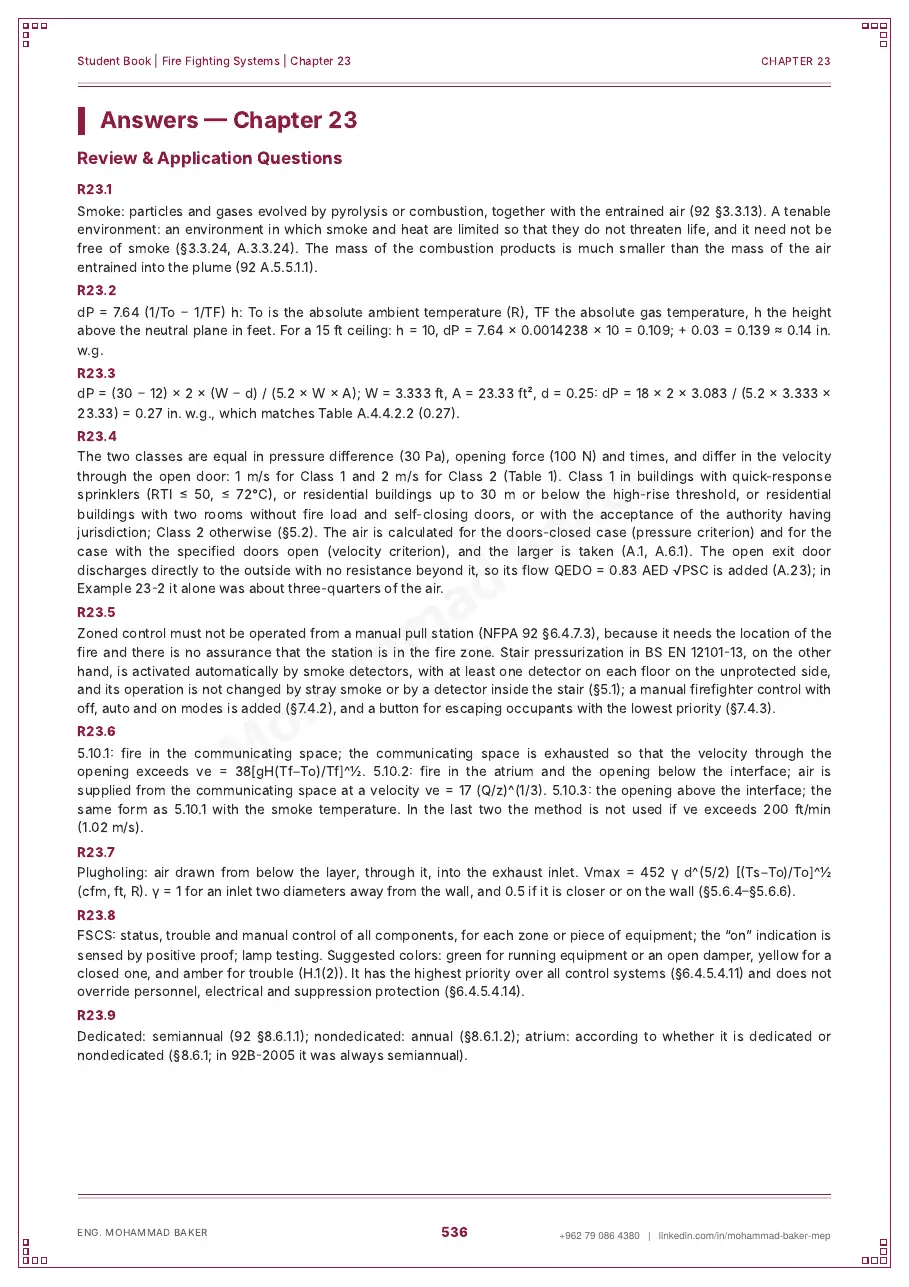 Student Book | Fire Fighting Systems | Chapter 23
CHAPTER 23
Answers — Chapter 23
Review & Application Questions
R23.1
Smoke: particles and gases evolved by pyrolysis or combustion, together with the entrained air (92 §3.3.13). A tenable
environment: an environment in which smoke and heat are limited so that they do not threaten life, and it need not be
free of smoke (§3.3.24, A.3.3.24). The mass of the combustion products is much smaller than the mass of the air
entrained into the plume (92 A.5.5.1.1).
R23.2
dP = 7.64 (1/To − 1/TF) h: To is the absolute ambient temperature (R), TF the absolute gas temperature, h the height
above the neutral plane in feet. For a 15 ft ceiling: h = 10, dP = 7.64 × 0.0014238 × 10 = 0.109; + 0.03 = 0.139 ≈ 0.14 in.
w.g.
R23.3
dP = (30 − 12) × 2 × (W − d) / (5.2 × W × A); W = 3.333 ft, A = 23.33 ft², d = 0.25: dP = 18 × 2 × 3.083 / (5.2 × 3.333 ×
23.33) = 0.27 in. w.g., which matches Table A.4.4.2.2 (0.27).
R23.4
The two classes are equal in pressure difference (30 Pa), opening force (100 N) and times, and differ in the velocity
through the open door: 1 m/s for Class 1 and 2 m/s for Class 2 (Table 1). Class 1 in buildings with quick-response
sprinklers (RTI ≤ 50, ≤ 72°C), or residential buildings up to 30 m or below the high-rise threshold, or residential
buildings with two rooms without fire load and self-closing doors, or with the acceptance of the authority having
jurisdiction; Class 2 otherwise (§5.2). The air is calculated for the doors-closed case (pressure criterion) and for the
case with the specified doors open (velocity criterion), and the larger is taken (A.1, A.6.1). The open exit door
discharges directly to the outside with no resistance beyond it, so its flow QEDO = 0.83 AED √PSC is added (A.23); in
Example 23-2 it alone was about three-quarters of the air.
R23.5
Zoned control must not be operated from a manual pull station (NFPA 92 §6.4.7.3), because it needs the location of the
fire and there is no assurance that the station is in the fire zone. Stair pressurization in BS EN 12101-13, on the other
hand, is activated automatically by smoke detectors, with at least one detector on each floor on the unprotected side,
and its operation is not changed by stray smoke or by a detector inside the stair (§5.1); a manual firefighter control with
off, auto and on modes is added (§7.4.2), and a button for escaping occupants with the lowest priority (§7.4.3).
R23.6
5.10.1: fire in the communicating space; the communicating space is exhausted so that the velocity through the
opening exceeds ve = 38[gH(Tf−To)/Tf]^½. 5.10.2: fire in the atrium and the opening below the interface; air is
supplied from the communicating space at a velocity ve = 17 (Q/z)^(1/3). 5.10.3: the opening above the interface; the
same form as 5.10.1 with the smoke temperature. In the last two the method is not used if ve exceeds 200 ft/min
(1.02 m/s).
R23.7
Plugholing: air drawn from below the layer, through it, into the exhaust inlet. Vmax = 452 γ d^(5/2) [(Ts−To)/To]^½
(cfm, ft, R). γ = 1 for an inlet two diameters away from the wall, and 0.5 if it is closer or on the wall (§5.6.4–§5.6.6).
R23.8
FSCS: status, trouble and manual control of all components, for each zone or piece of equipment; the “on” indication is
sensed by positive proof; lamp testing. Suggested colors: green for running equipment or an open damper, yellow for a
closed one, and amber for trouble (H.1(2)). It has the highest priority over all control systems (§6.4.5.4.11) and does not
override personnel, electrical and suppression protection (§6.4.5.4.14).
R23.9
Dedicated: semiannual (92 §8.6.1.1); nondedicated: annual (§8.6.1.2); atrium: according to whether it is dedicated or
nondedicated (§8.6.1; in 92B-2005 it was always semiannual).
ENG. MOHAMMAD BAKER
536
+962 79 086 4380 | linkedin.com/in/mohammad-baker-mep